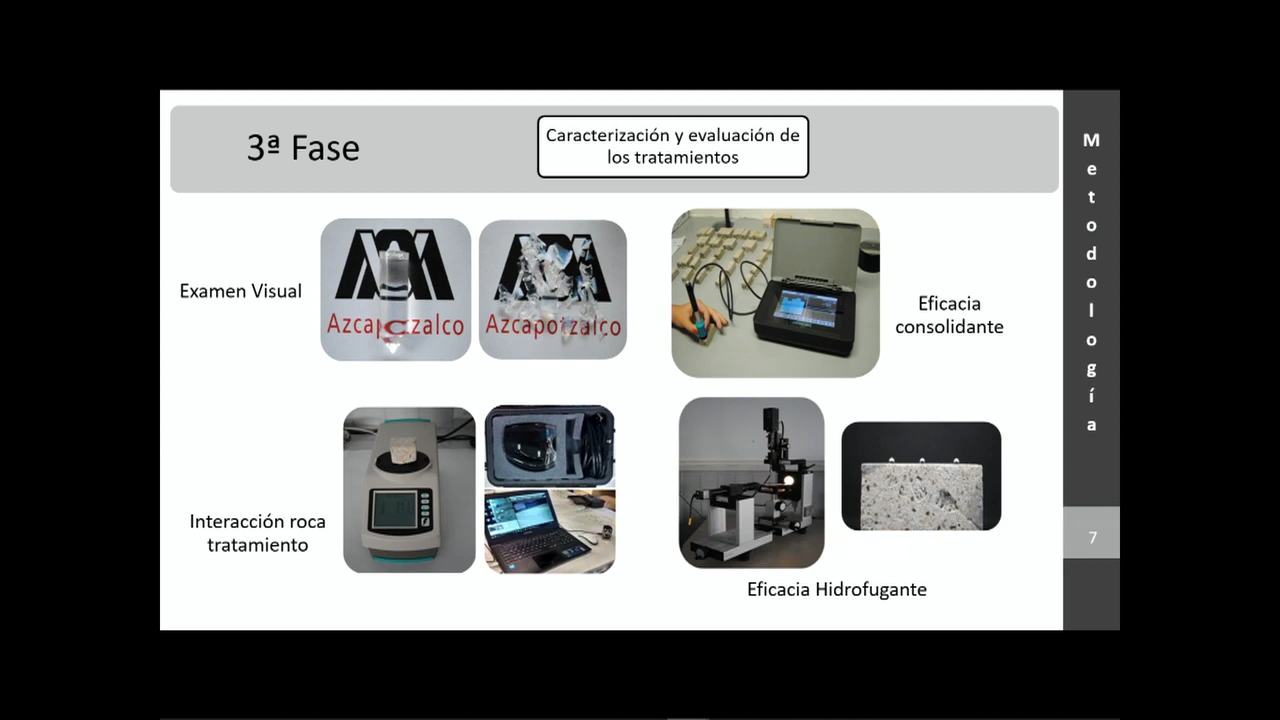 3ª Fase
Caracterización y evaluación de
los tratamientos
Metodología
Examen Visual
Azcapotzalco
Azcapotzalco
Eficacia
consolidante
Interacción roca
tratamiento
Eficacia Hidrofugante
7